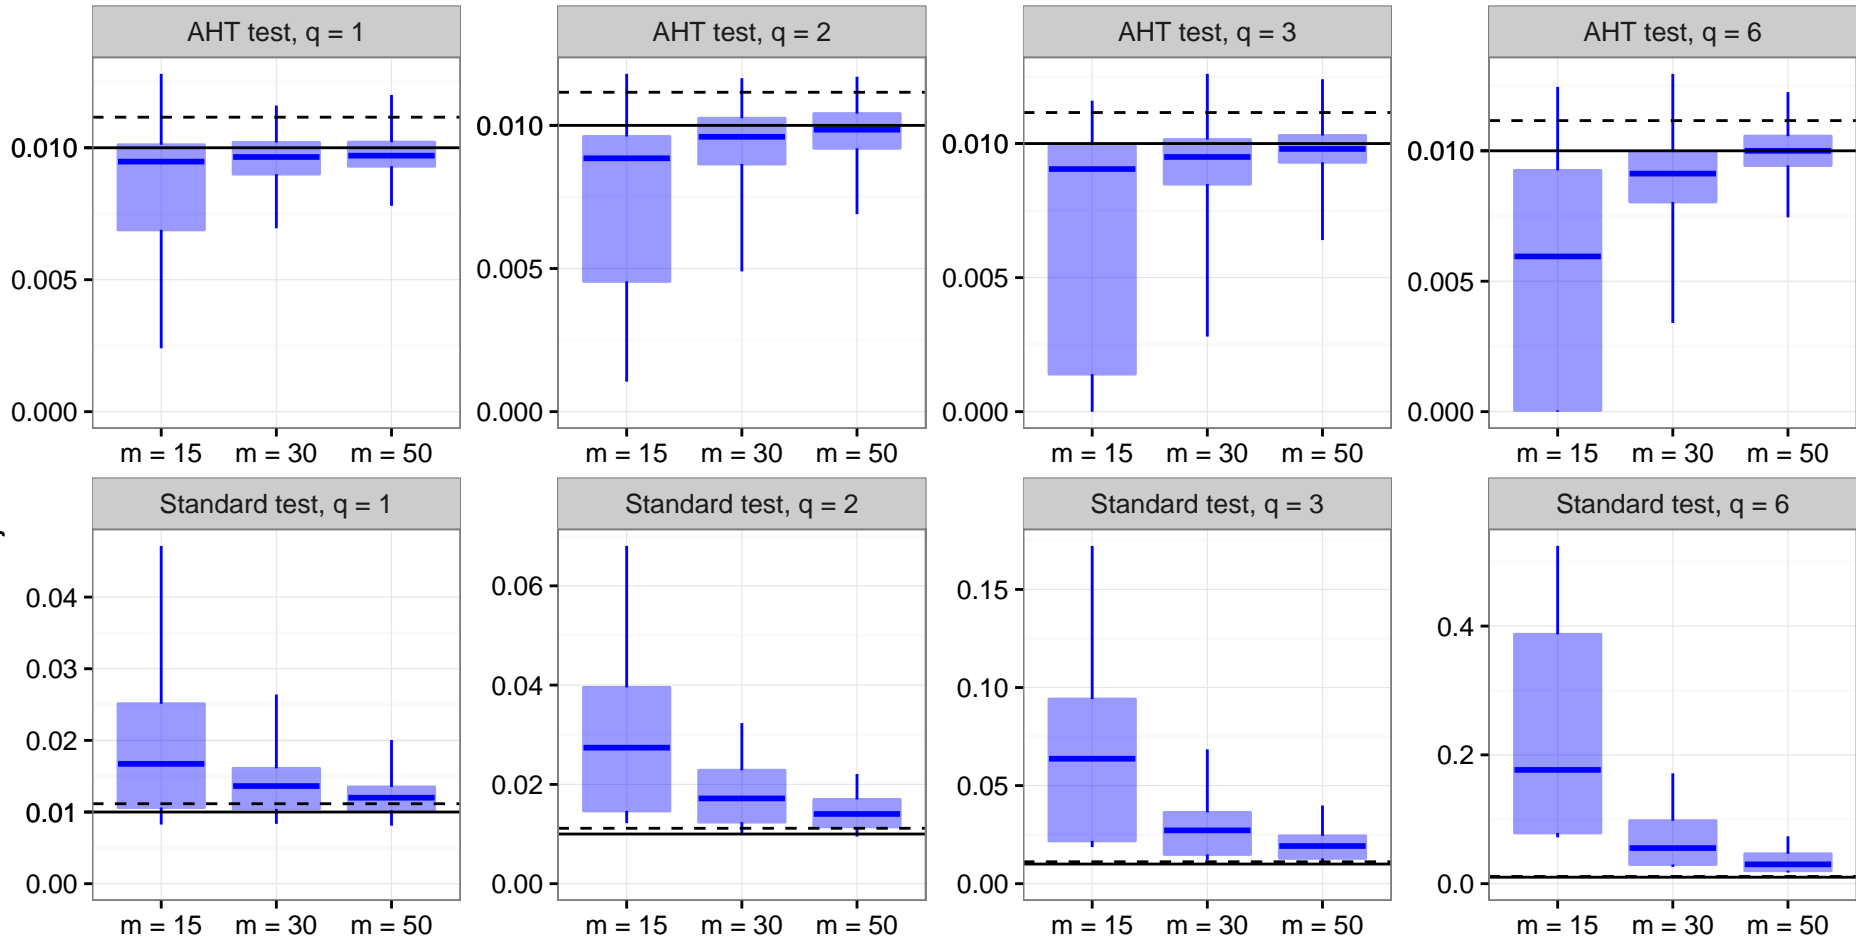 AHT test, q = 1
AHT test, q = 2
AHT test, q = 3
AHT test, q = 6
0.010
0.005
0.000
0.010
0.005
0.000
0.010
0.005
0.000
0.010
0.005
0.000
m = 15 m = 30 m = 50
m = 15 m = 30 m = 50
m = 15 m = 30 m = 50
m = 15 m = 30 m = 50
Standard test, q = 1
Standard test, q = 2
Standard test, q = 3
Standard test, q = 6
0.04
0.03
0.02
0.01
0.00
0.06
0.04
0.02
0.00
0.15
0.10
0.05
0.00
0.4
0.2
0.0
m = 15 m = 30 m = 50
m = 15 m = 30 m = 50
m = 15 m = 30 m = 50
m = 15 m = 30 m = 50